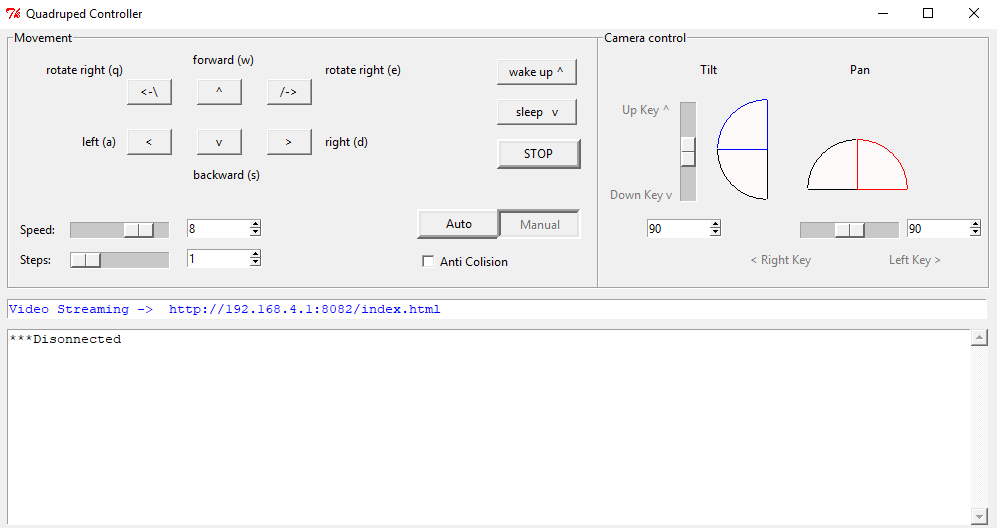 Quadruped Controller
Movement
Camera control
rotate right (q)
forward (w)
rotate right (e)
<-\
^
/->
left (a)
<
v
>
right (d)
backward (s)
wake up ^
sleep v
STOP
Speed:
8
Steps:
1
Auto
Manual
Anti Colision
Tilt
Pan
Up Key ^
Down Key v
90
90
< Right Key
Left Key >
Video Streaming -> http://192.168.4.1:8082/index.html
***Disonnected